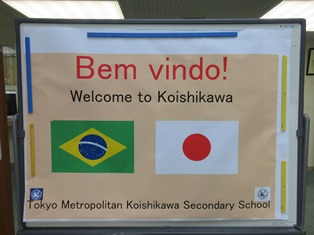 Bem vindo!
Welcome to Koishikawa
Tokyo Metropolitan Koishikawa Secondary School